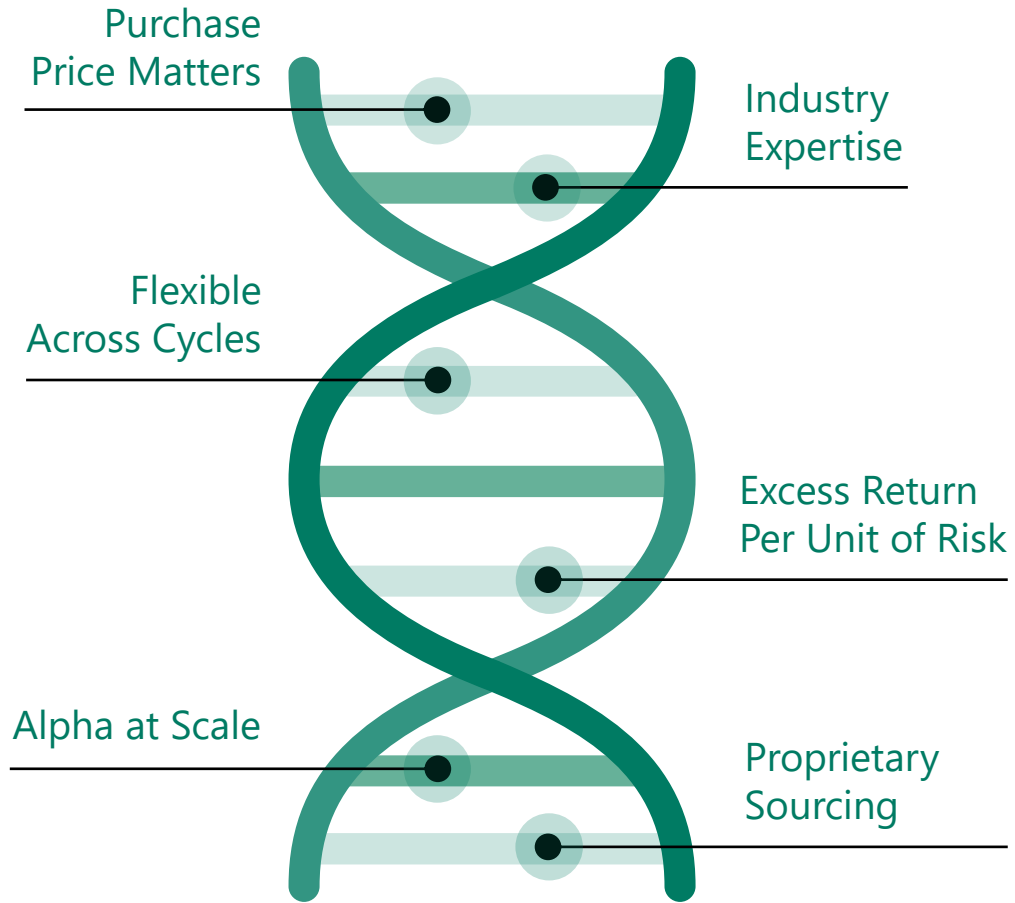 Purchase
Price Matters
Industry
Expertise
Flexible
Across Cycles
Excess Return
Per Unit of Risk
Alpha at Scale
Proprietary
Sourcing